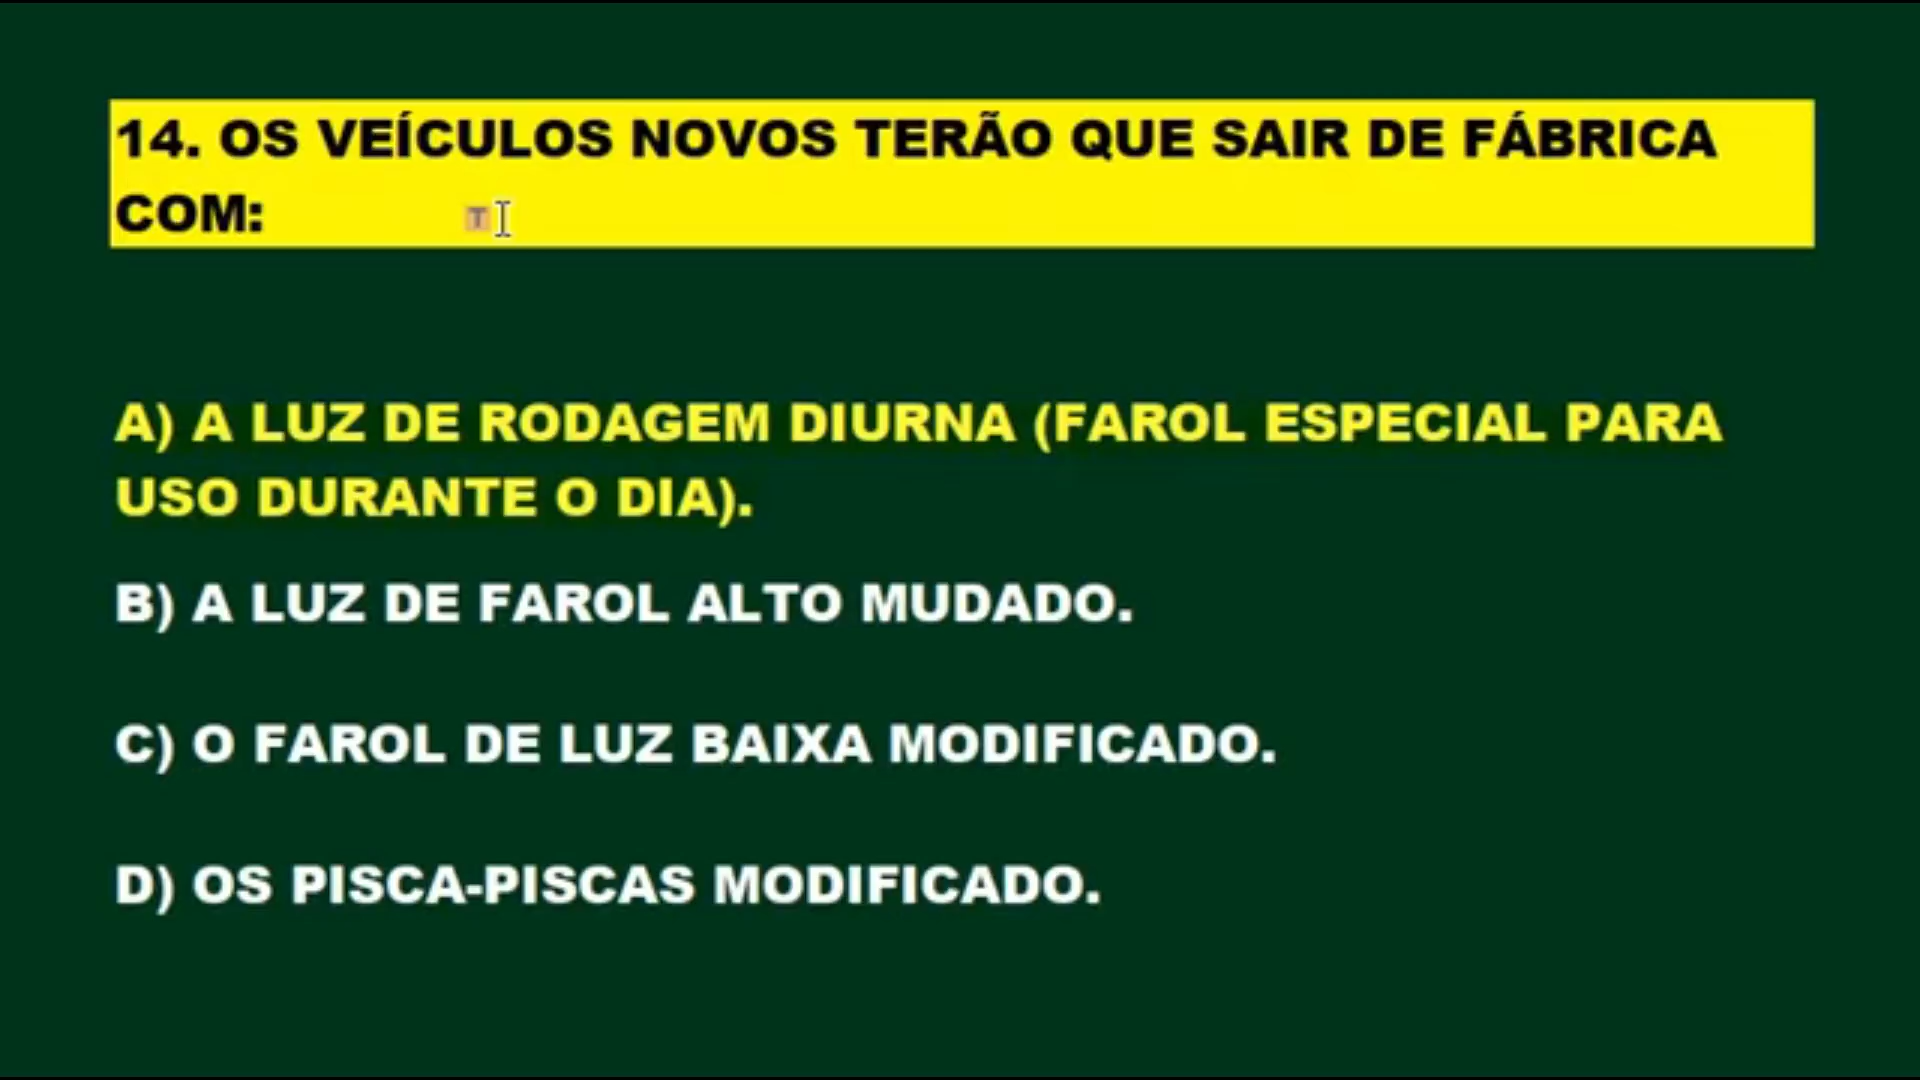 14. OS VEÍCULOS NOVOS TERÃO QUE SAIR DE FÁBRICA
COM:
T
A) A LUZ DE RODAGEM DIURNA (FAROL ESPECIAL PARA
USO DURANTE O DIA).
B) A LUZ DE FAROL ALTO MUDADO.
C) O FAROL DE LUZ BAIXA MODIFICADO.
D) OS PISCA-PISCAS MODIFICADO.